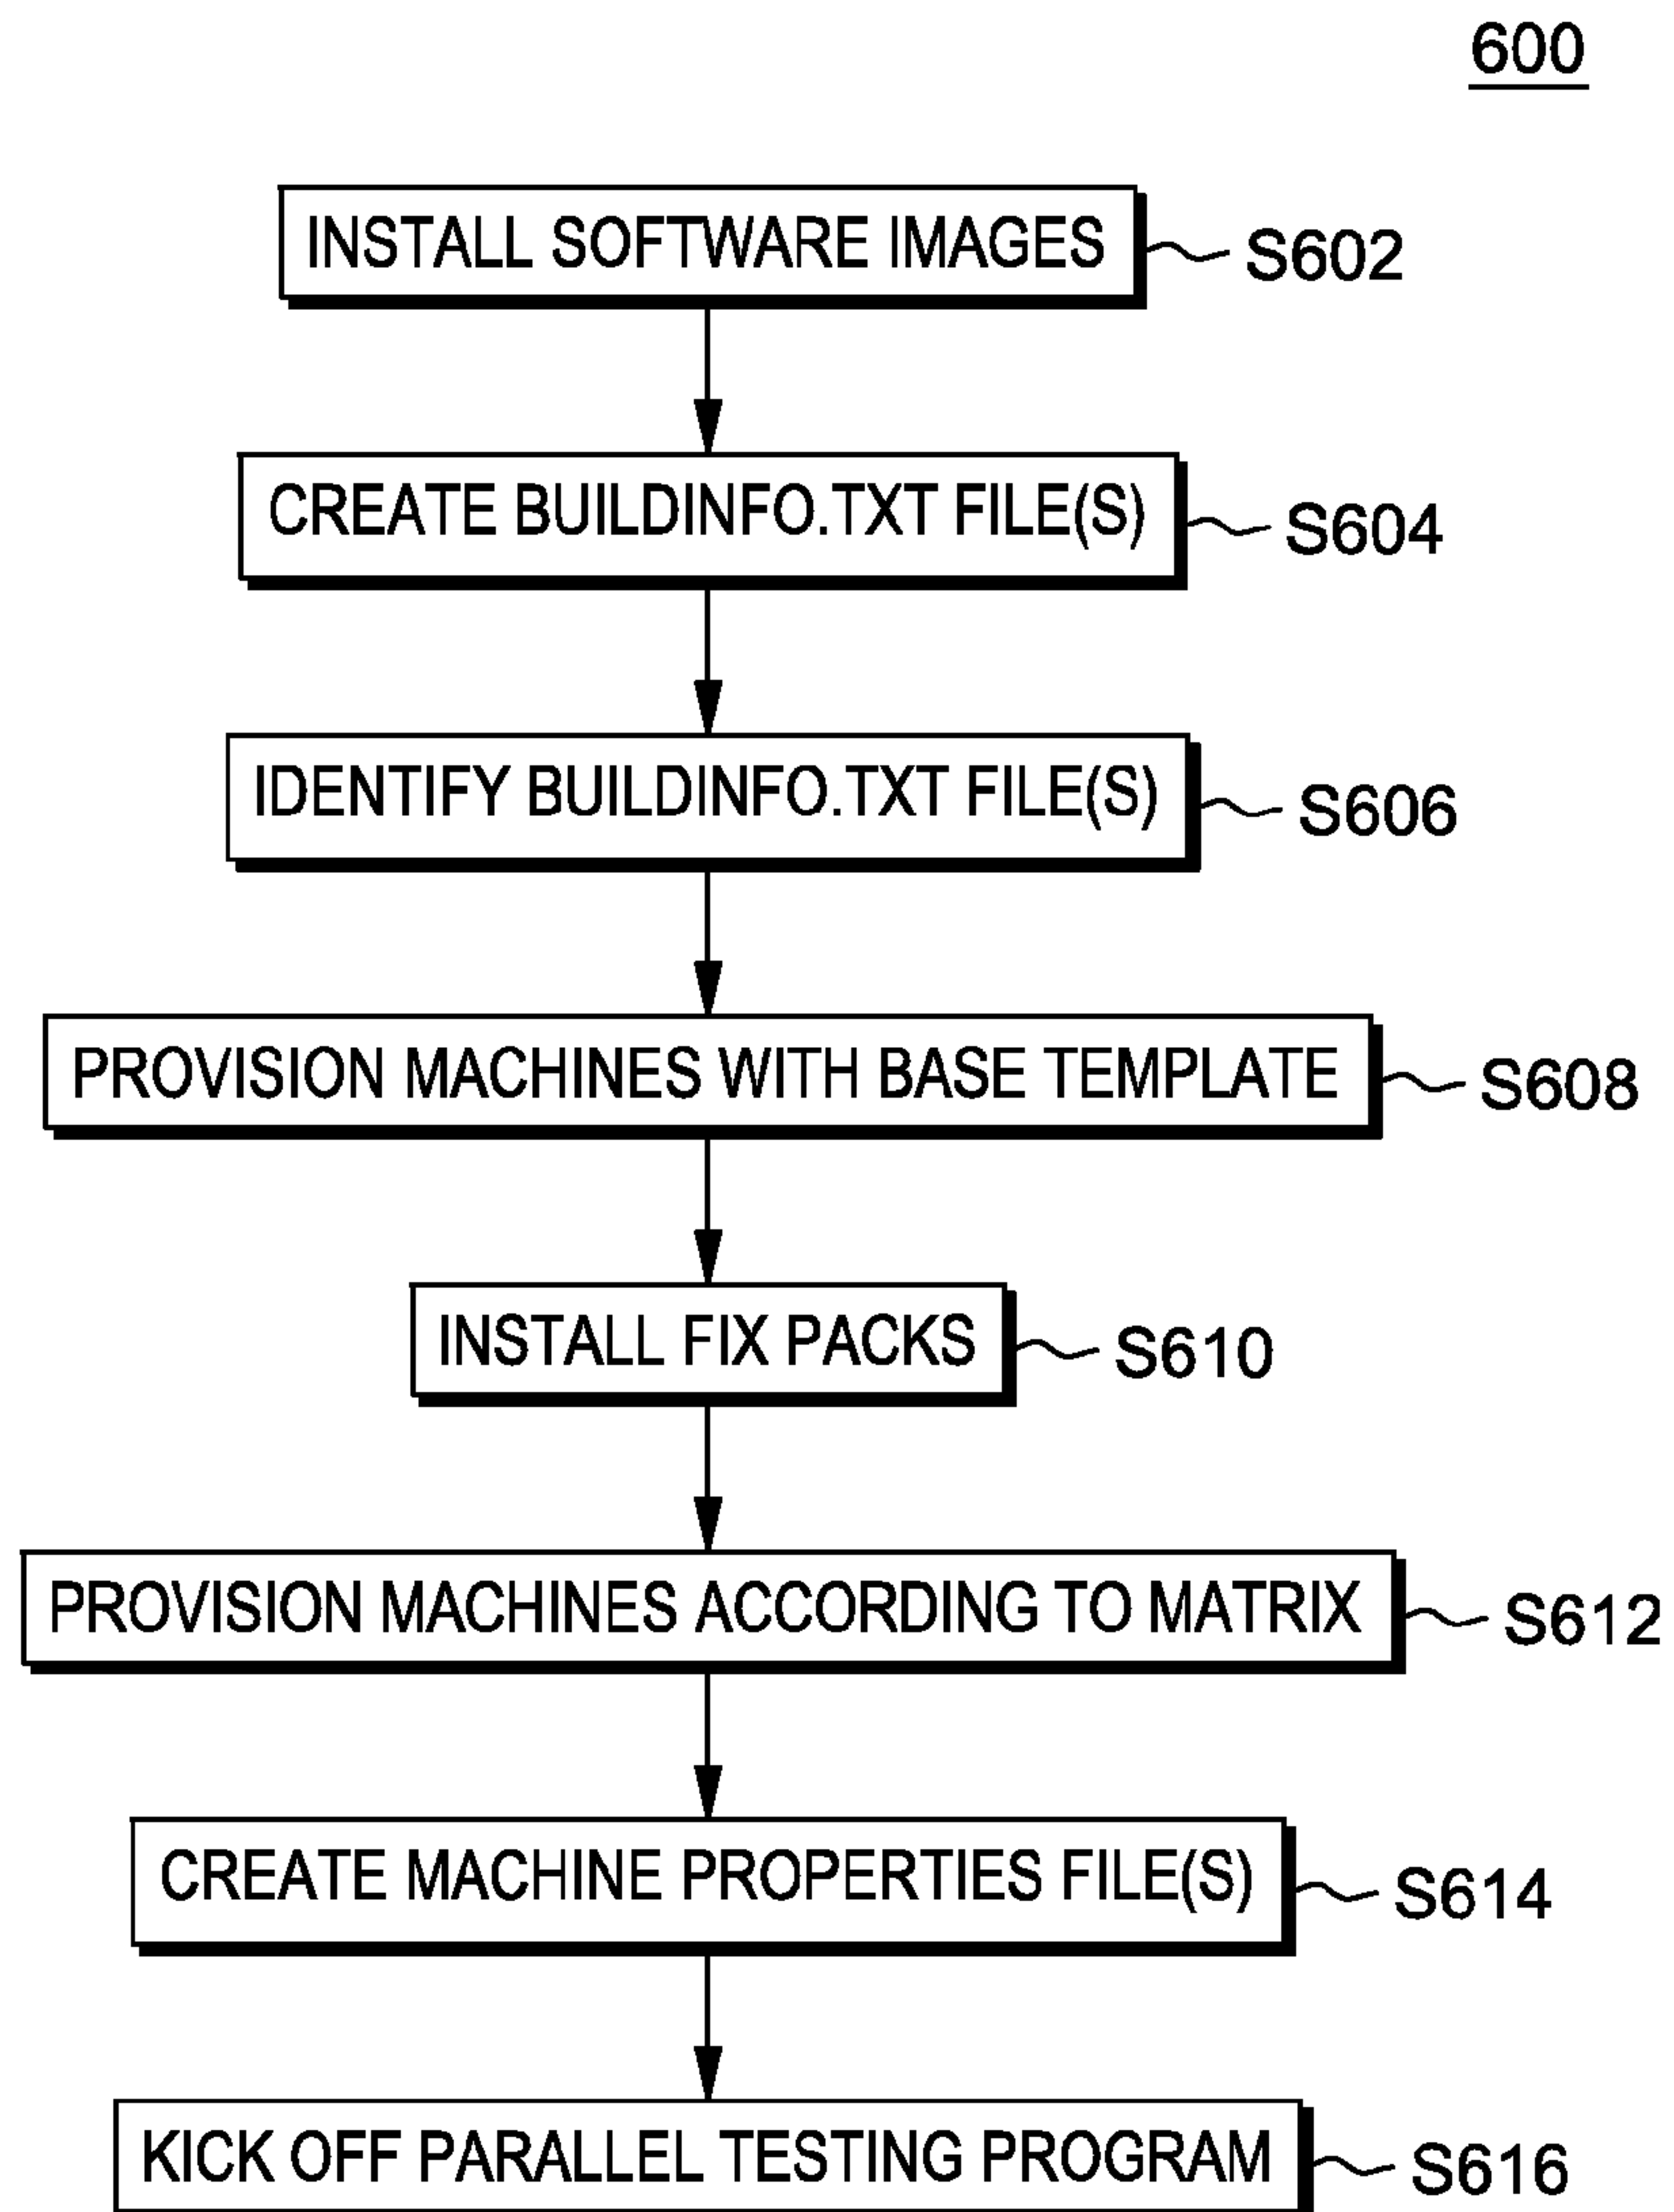 600
INSTALL SOFTWARE IMAGES
S602
CREATE BUILDINFO.TXT FILE(S)
S604
IDENTIFY BUILDINFO.TXT FILE(S)
S606
PROVISION MACHINES WITH BASE TEMPLATE
S608
INSTALL FIX PACKS
S610
PROVISION MACHINES ACCORDING TO MATRIX
S612
CREATE MACHINE PROPERTIES FILE(S)
S614
KICK OFF PARALLEL TESTING PROGRAM
S616